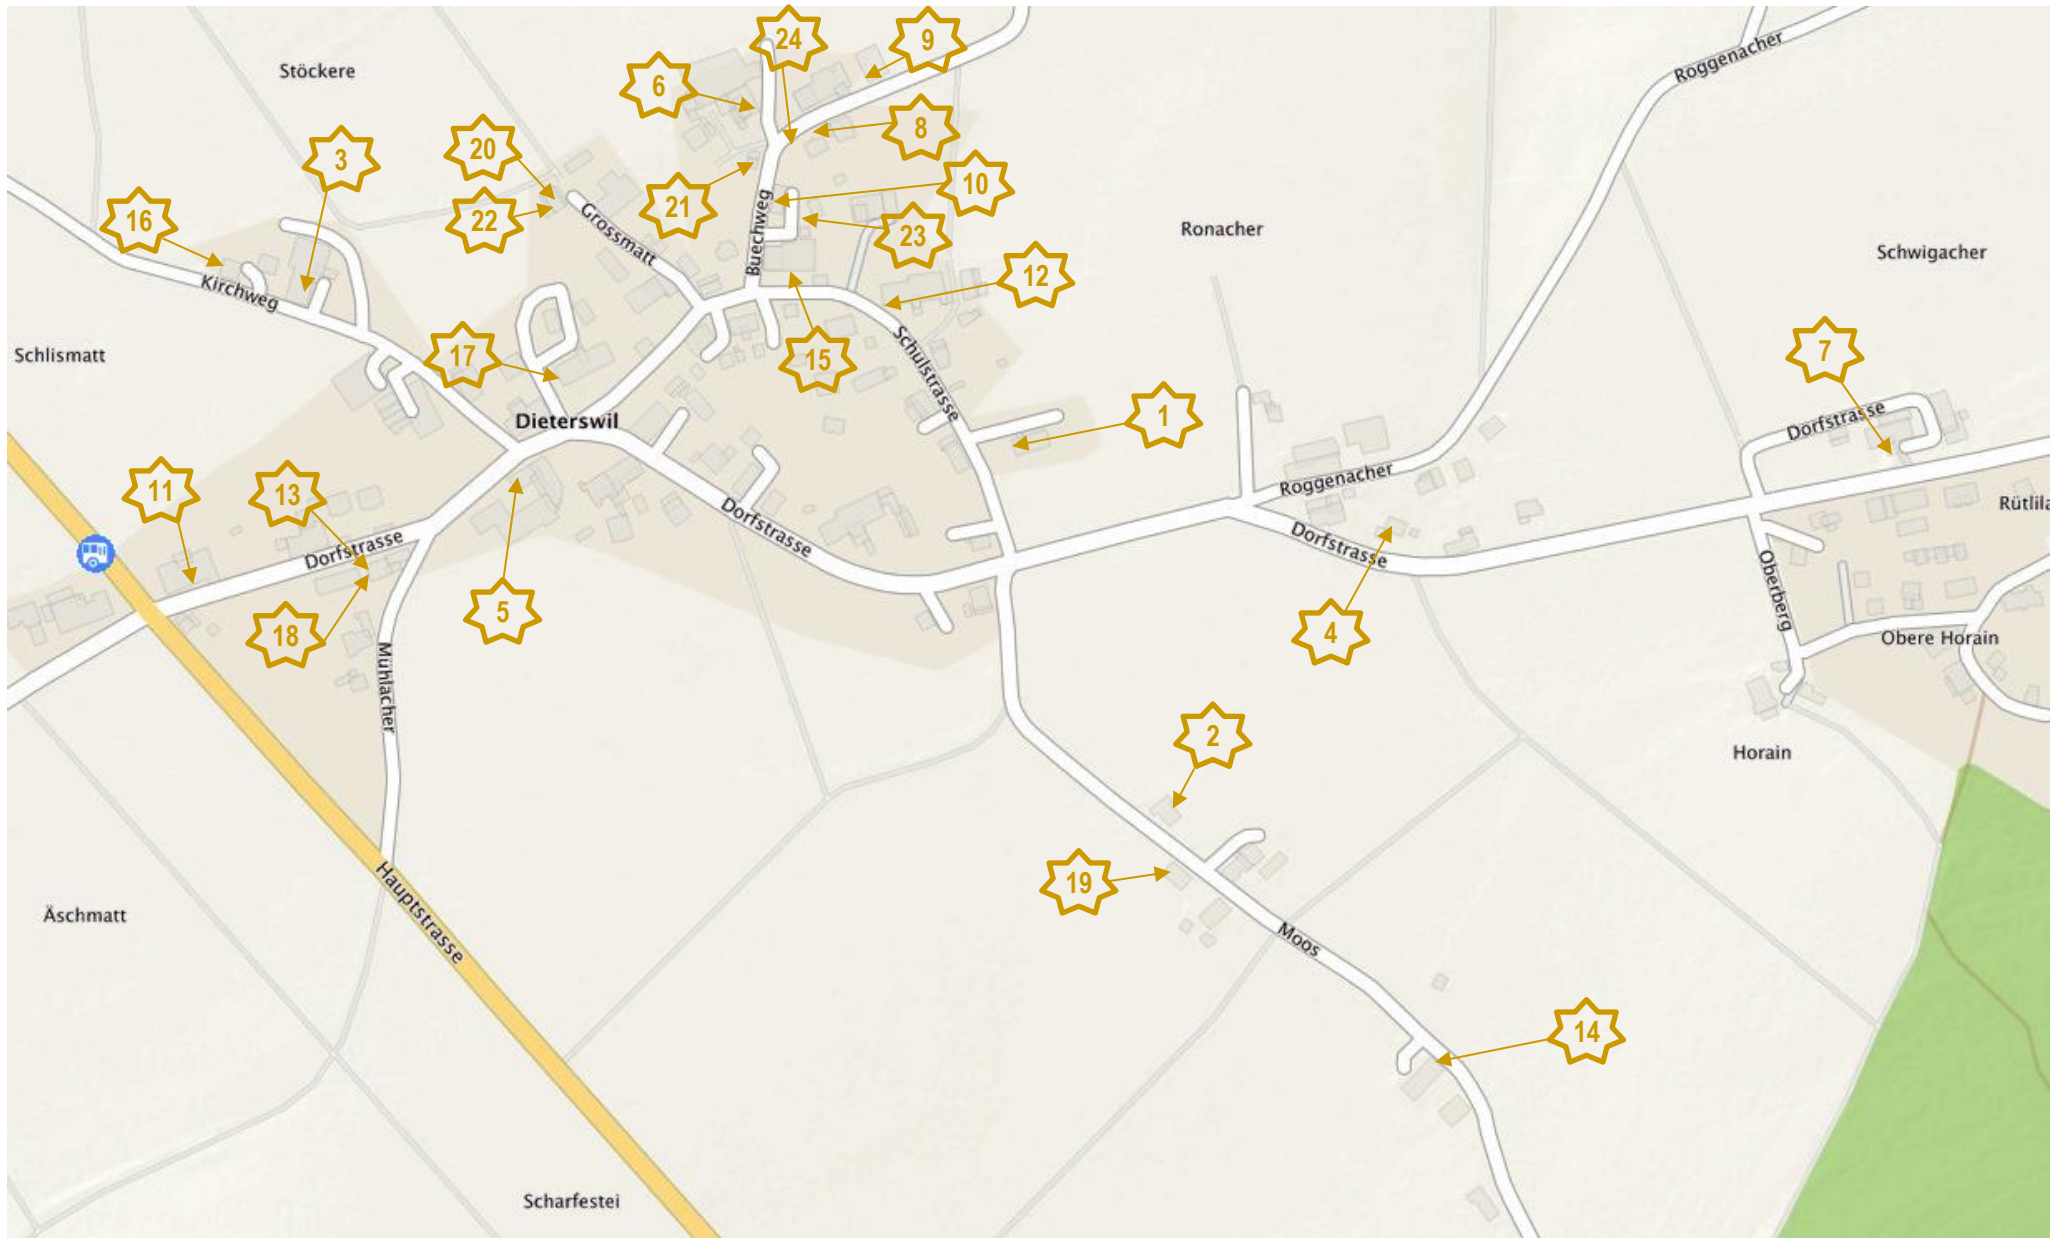 24
9
Roggenacher
Stöckere
6
8
20
3
10
21
22
16
Grossmatt
Buechweg
23
Ronacher
Schwigacher
12
Kirchweg
Schlismatt
17
15
Schulstrasse
7
1
Dieterswil
Dorfstrasse
Roggenacher
11
13
Dorfstrasse
Rütlila
Dorfstrasse
Dorfstrasse
Oberberg
5
18
4
Obere Horain
Mühlacher
2
Horain
19
Hauptstrasse
Äschmatt
Moos
14
Scharfestei